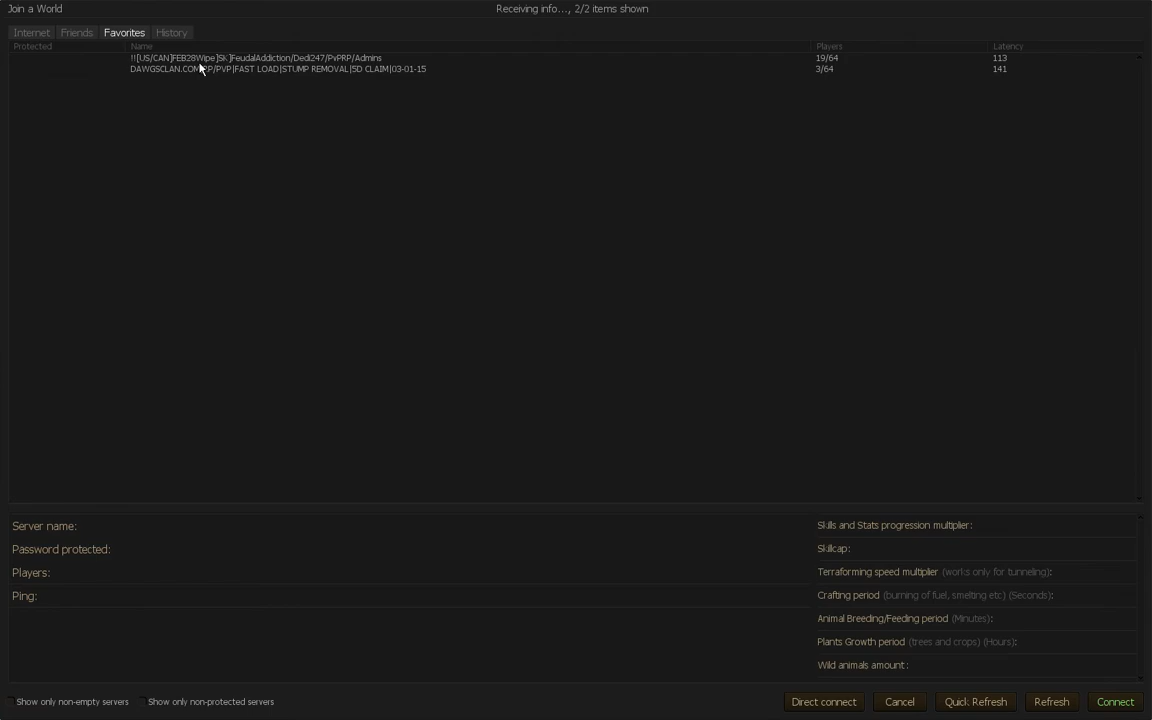 Join a World
Receiving info..., 2/2 items shown
Internet Friends Favorites History
Protected Name Players Latency
!![US/CAN]FEB28Wipe]SK]FeudalAddiction/Dedi247/PvPRP/Admins 19/64 113
DAWGSCLAN.COM RP/PVP|FAST LOAD|STUMP REMOVAL|5D CLAIM|03-01-15 3/64 141
Server name:
Password protected:
Players:
Ping:
Skills and Stats progression multiplier:
Skillcap:
Terraforming speed multiplier (works only for tunneling):
Crafting period (burning of fuel, smelting etc) (Seconds):
Animal Breeding/Feeding period (Minutes):
Plants Growth period (trees and crops) (Hours):
Wild animals amount :
Show only non-empty servers Show only non-protected servers
Direct connect Cancel Quick Refresh Refresh Connect